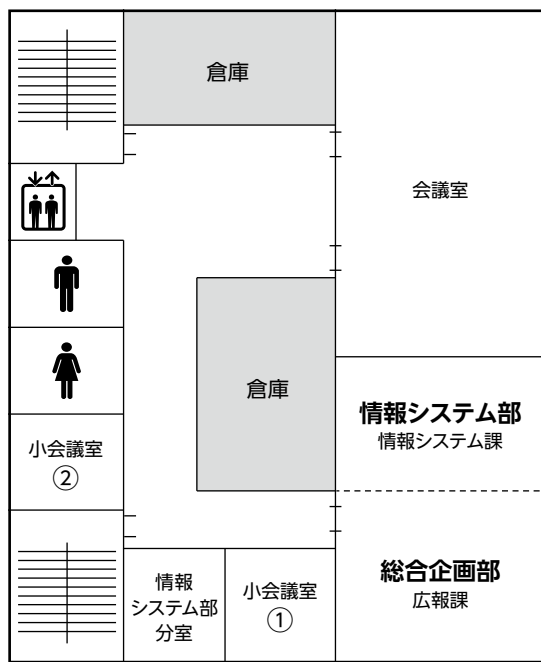 倉庫
会議室
倉庫
情報システム部
情報システム課
小会議室
②
総合企画部
広報課
情報
システム部
分室
小会議室
①